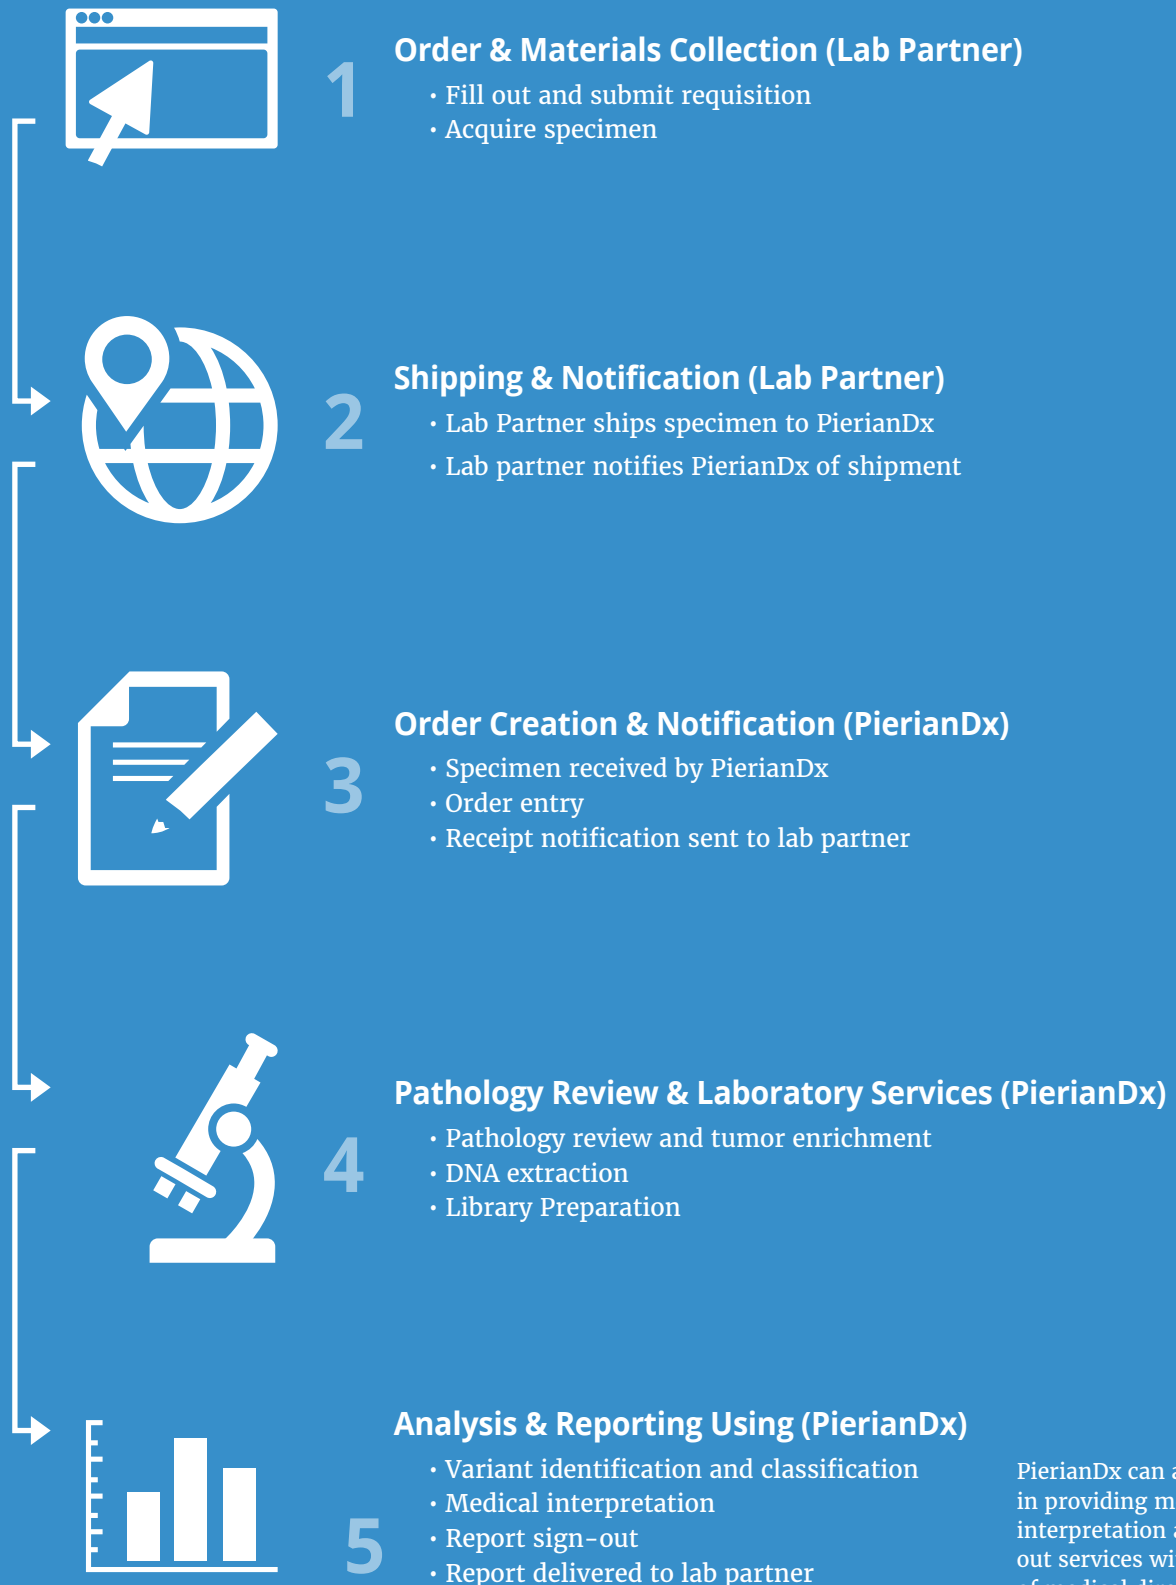 1
Order & Materials Collection (Lab Partner)
• Fill out and submit requisition
• Acquire specimen
2
Shipping & Notification (Lab Partner)
• Lab Partner ships specimen to PierianDx
• Lab partner notifies PierianDx of shipment
3
Order Creation & Notification (PierianDx)
• Specimen received by PierianDx
• Order entry
• Receipt notification sent to lab partner
4
Pathology Review & Laboratory Services (PierianDx)
• Pathology review and tumor enrichment
• DNA extraction
• Library Preparation
5
Analysis & Reporting Using (PierianDx)
• Variant identification and classification
• Medical interpretation
• Report sign-out
• Report delivered to lab partner
PierianDx can
in providing
interpretation
out services